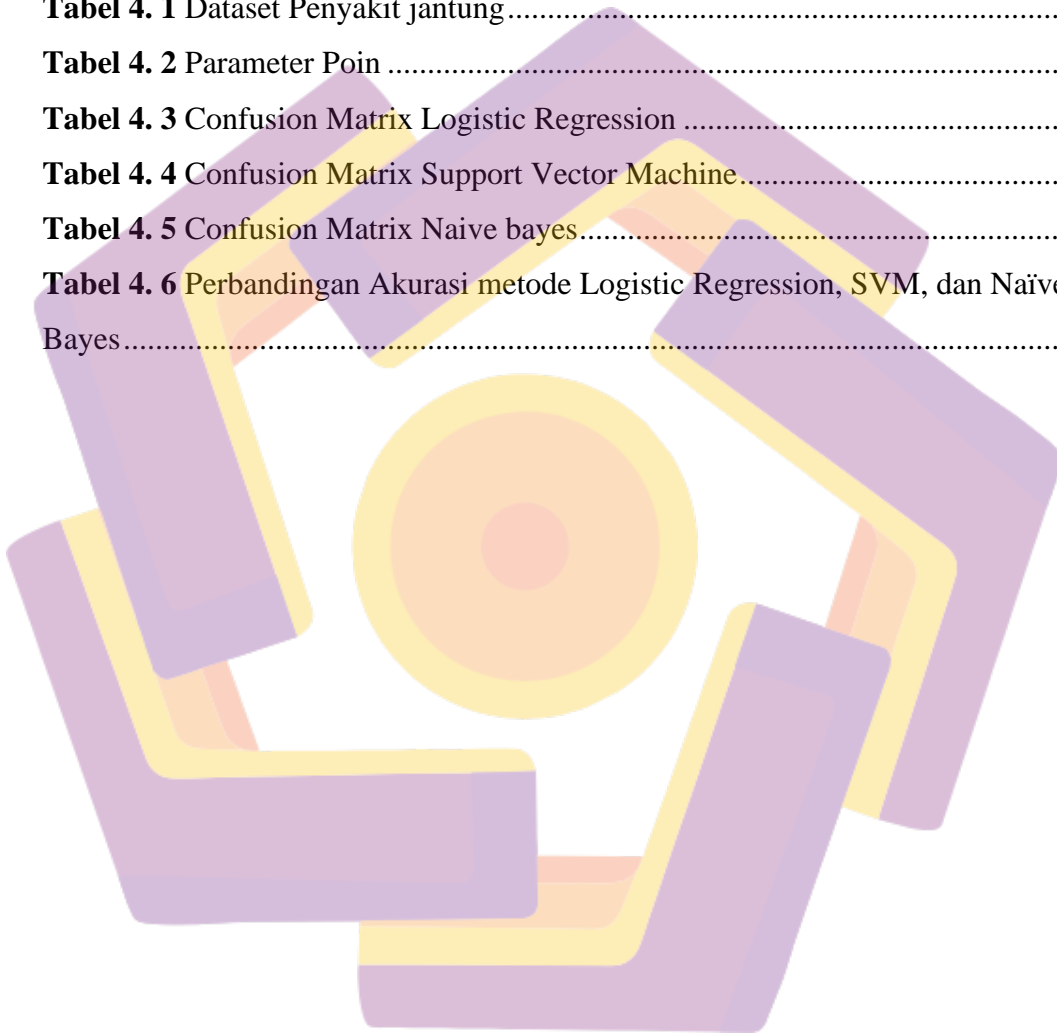 Tabel 4. 1 Dataset Penyakit jantung................................................................
Tabel 4. 2 Parameter Poin ................................................................................
Tabel 4. 3 Confusion Matrix Logistic Regression ...............................................
Tabel 4. 4 Confusion Matrix Support Vector Machine........................................
Tabel 4. 5 Confusion Matrix Naive bayes............................................................
Tabel 4. 6 Perbandingan Akurasi metode Logistic Regression, SVM, dan Naïve
Bayes.....................................................................................................................